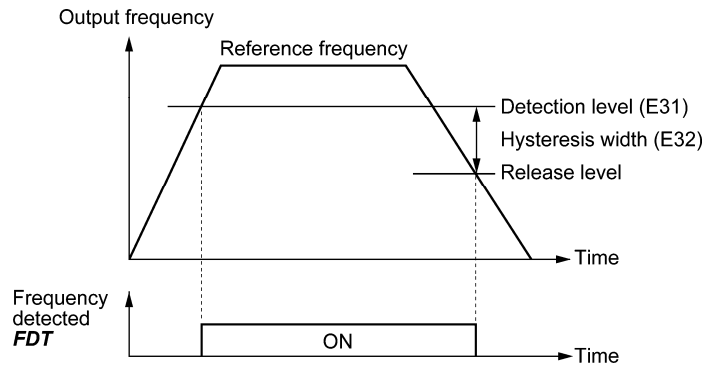 Output frequency
Reference frequency
Detection level (E31)
Hysteresis width (E32)
Release level
Time
Frequency
detected
FDT
ON
Time